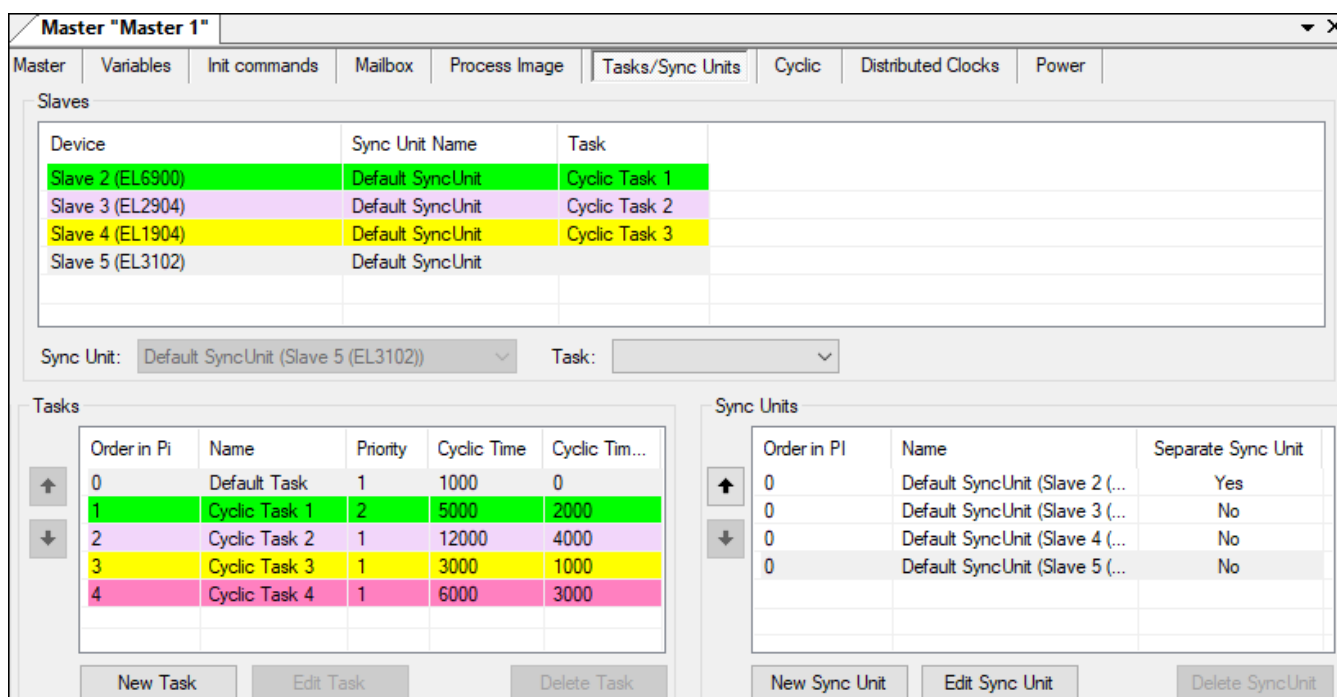 Master "Master 1"
Master Variables Init commands Mailbox Process Image Tasks/Sync Units Cyclic Distributed Clocks Power
Slaves
Device Sync Unit Name Task
Slave 2 (EL6900) Default SyncUnit Cyclic Task 1
Slave 3 (EL2904) Default SyncUnit Cyclic Task 2
Slave 4 (EL1904) Default SyncUnit Cyclic Task 3
Slave 5 (EL3102) Default SyncUnit
Sync Unit: Default SyncUnit (Slave 5 (EL3102)) Task:
Tasks
Order in Pi Name Priority Cyclic Time Cyclic Tim...
0 Default Task 1 1000 0
1 Cyclic Task 1 2 5000 2000
2 Cyclic Task 2 1 12000 4000
3 Cyclic Task 3 1 3000 1000
4 Cyclic Task 4 1 6000 3000
New Task Edit Task Delete Task
Sync Units
Order in PI Name Separate Sync Unit
0 Default SyncUnit (Slave 2 (... Yes
0 Default SyncUnit (Slave 3 (... No
0 Default SyncUnit (Slave 4 (... No
0 Default SyncUnit (Slave 5 (... No
New Sync Unit Edit Sync Unit Delete SyncUnit